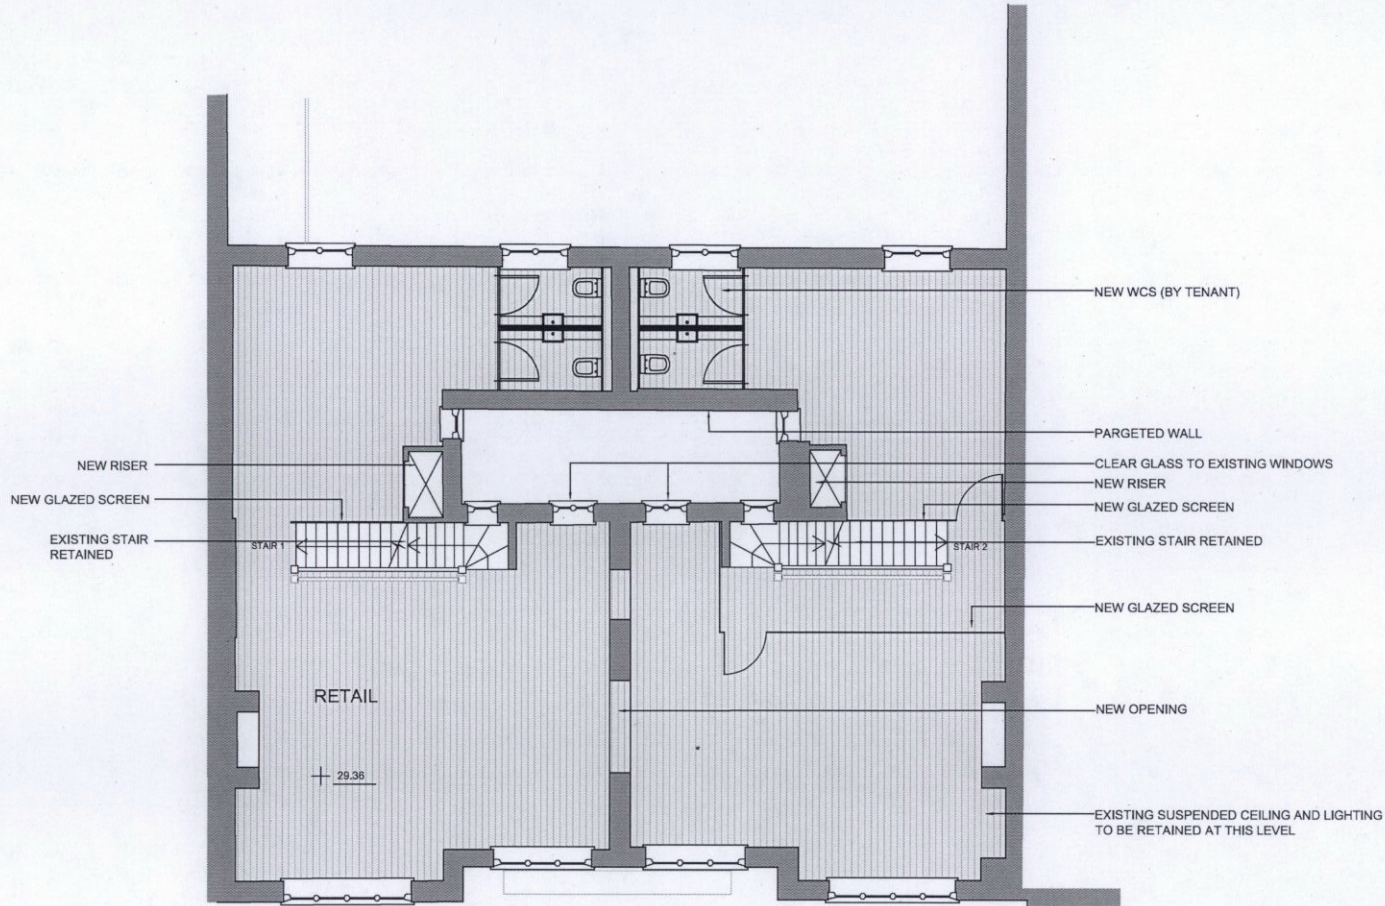 NEW WCS (BY TENANT)
PARGETED WALL
NEW RISER
CLEAR GLASS TO EXISTING WINDOWS
NEW RISER
NEW GLAZED SCREEN
NEW GLAZED SCREEN
EXISTING STAIR
RETAINED
STAIR 1
STAIR 2
EXISTING STAIR RETAINED
NEW GLAZED SCREEN
RETAIL
NEW OPENING
29.36
EXISTING SUSPENDED CEILING AND LIGHTING
TO BE RETAINED AT THIS LEVEL